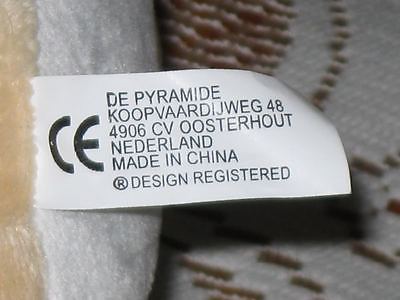 CE
DE PYRAMIDE
KOOPVAARDIJWEG 48
4906 CV OOSTERHOUT
NEDERLAND
MADE IN CHINA
® DESIGN REGISTERED